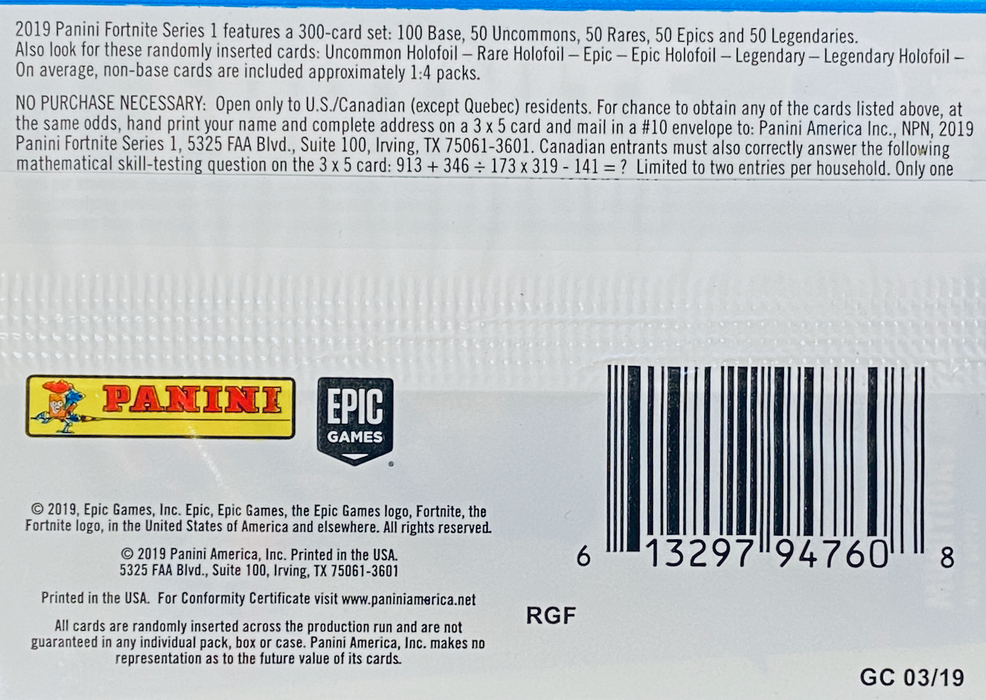 2019 Panini Fortnite Series 1 features a 300-card set: 100 Base, 50 Uncommons, 50 Rares, 50 Epics and 50 Legendaries.
Also look for these randomly inserted cards: Uncommon Holofoil – Rare Holofoil – Epic – Epic Holofoil – Legendary – Legendary Holofoil –
On average, non-base cards are included approximately 1:4 packs.
NO PURCHASE NECESSARY: Open only to U.S./Canadian (except Quebec) residents. For chance to obtain any of the cards listed above, at
the same odds, hand print your name and complete address on a 3 x 5 card and mail in a #10 envelope to: Panini America Inc., NPN, 2019
Panini Fortnite Series 1, 5325 FAA Blvd., Suite 100, Irving, TX 75061-3601. Canadian entrants must also correctly answer the following
mathematical skill-testing question on the 3 x 5 card: 913 + 346 ÷ 173 x 319 - 141 = ? Limited to two entries per household. Only one
PANINI
EPIC
GAMES
© 2019, Epic Games, Inc. Epic, Epic Games, the Epic Games logo, Fortnite, the
Fortnite logo, in the United States of America and elsewhere. All rights reserved.
© 2019 Panini America, Inc. Printed in the USA.
5325 FAA Blvd., Suite 100, Irving, TX 75061-3601
Printed in the USA. For Conformity Certificate visit www.paniniamerica.net
All cards are randomly inserted across the production run and are not
guaranteed in any individual pack, box or case. Panini America, Inc. makes no
representation as to the future value of its cards.
6 13297 94760 8
RGF
GC 03/19